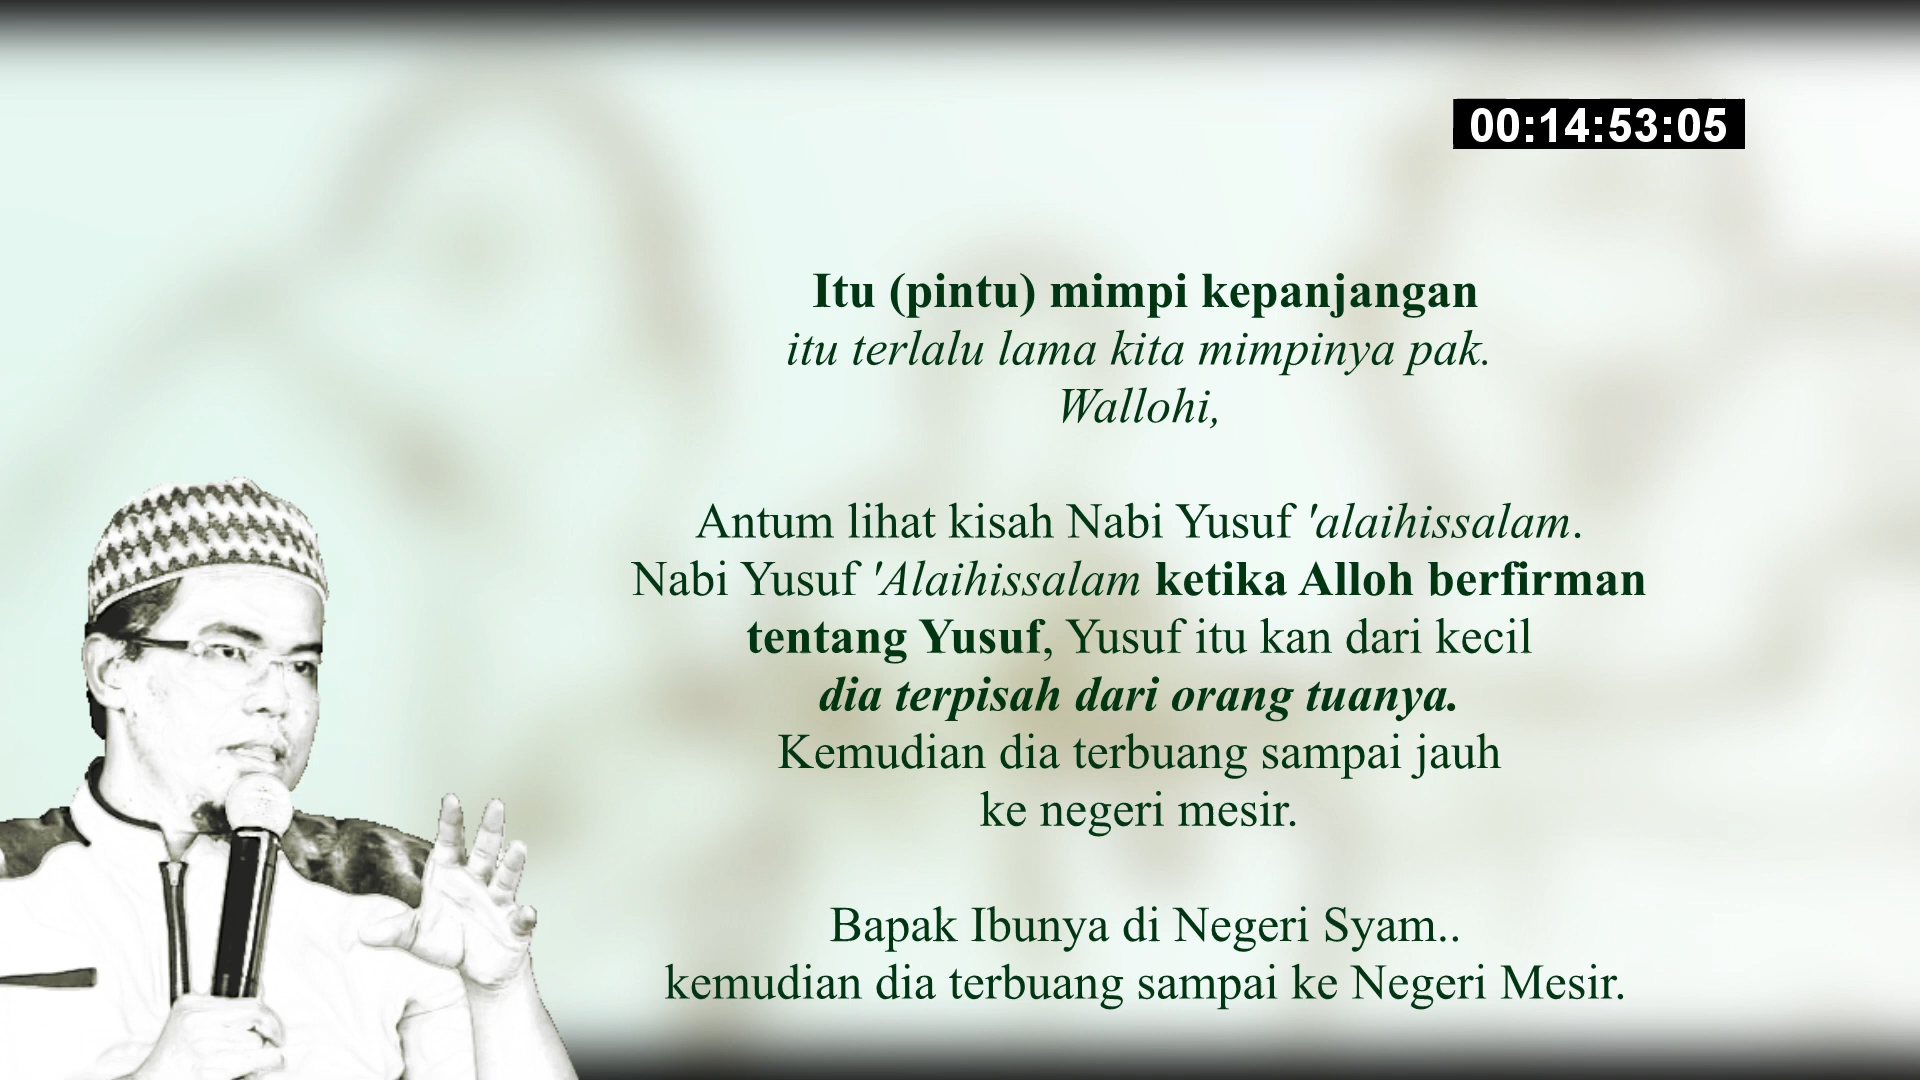 00:14:53:05
Itu (pintu) mimpi kepanjangan
itu terlalu lama kita mimpinya pak.
Wallohi,
Antum lihat kisah Nabi Yusuf 'alaihissalam.
Nabi Yusuf 'Alaihissalam ketika Alloh berfirman
tentang Yusuf, Yusuf itu kan dari kecil
dia terpisah dari orang tuanya.
Kemudian dia terbuang sampai jauh
ke negeri mesir.
Bapak Ibunya di Negeri Syam..
kemudian dia terbuang sampai ke Negeri Mesir.